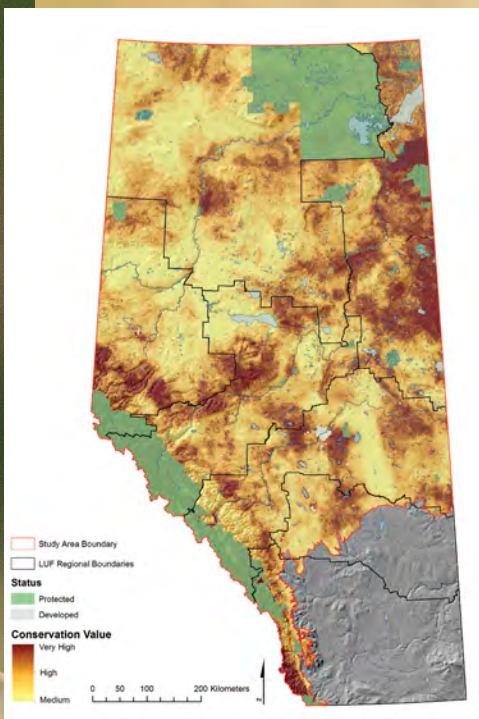 Study Area Boundary
LUF Regional Boundaries
Status
Protected
Developed
Conservation Value
Very High
High
Medium
0 50 100 200 Kilometers
N